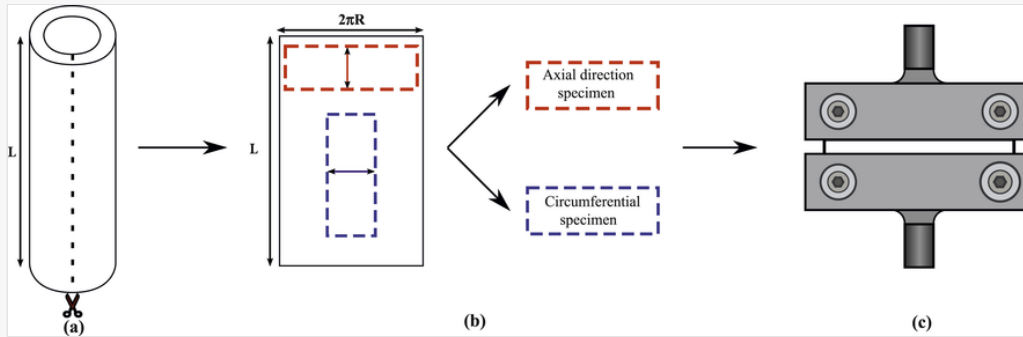 2πR
L
L
Axial direction
specimen
Circumferential
specimen
(a)
(b)
(c)